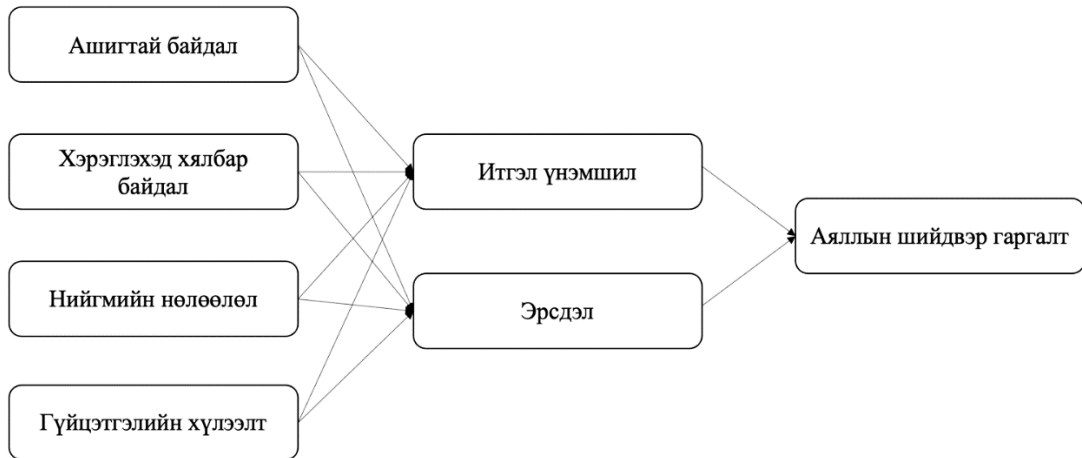 Ашигтай байдал
Хэрэглэхэд хялбар
байдал
Нийгмийн нөлөөлөл
Гүйцэтгэлийн хүлээлт
Итгэл үнэмшил
Эрсдэл
Аяллын шийдвэр гаргалт